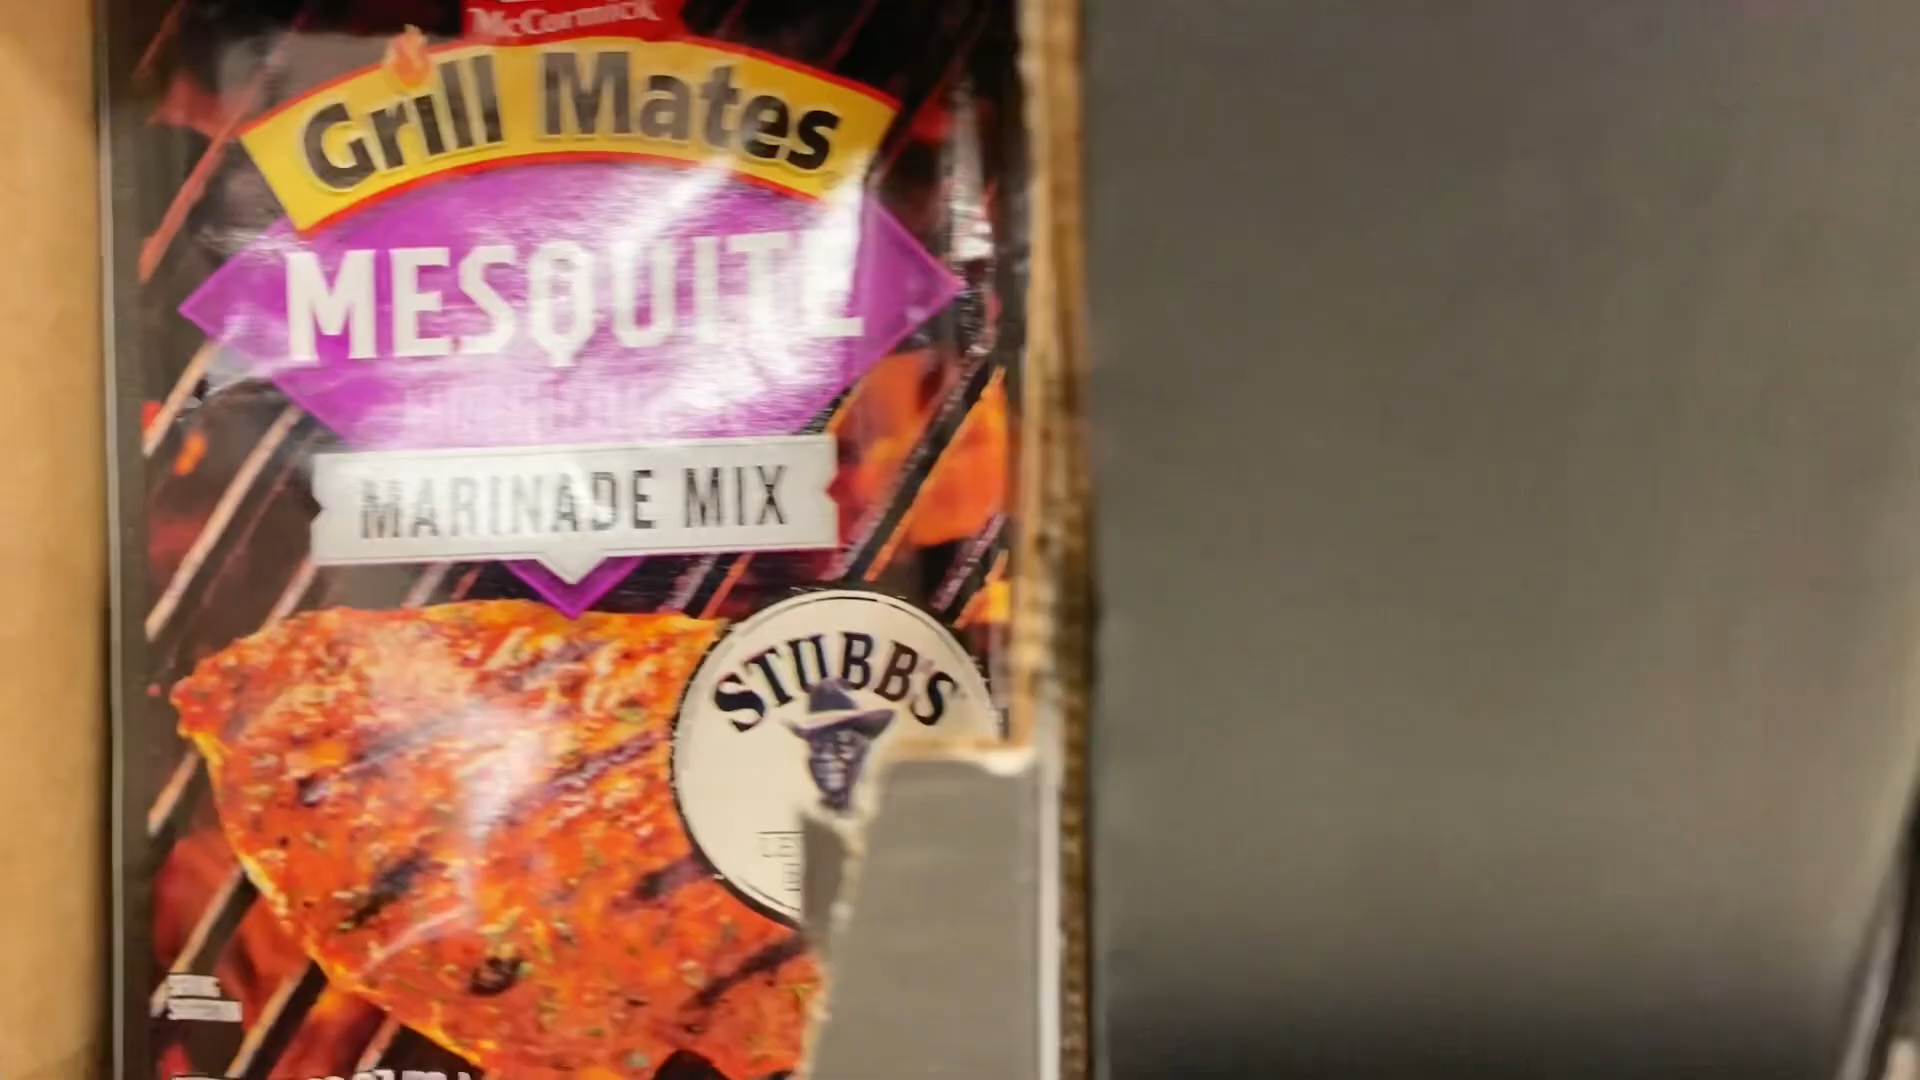 McCormick
Grill Mates
MESQUITE
MARINADE MIX
STUBB'S